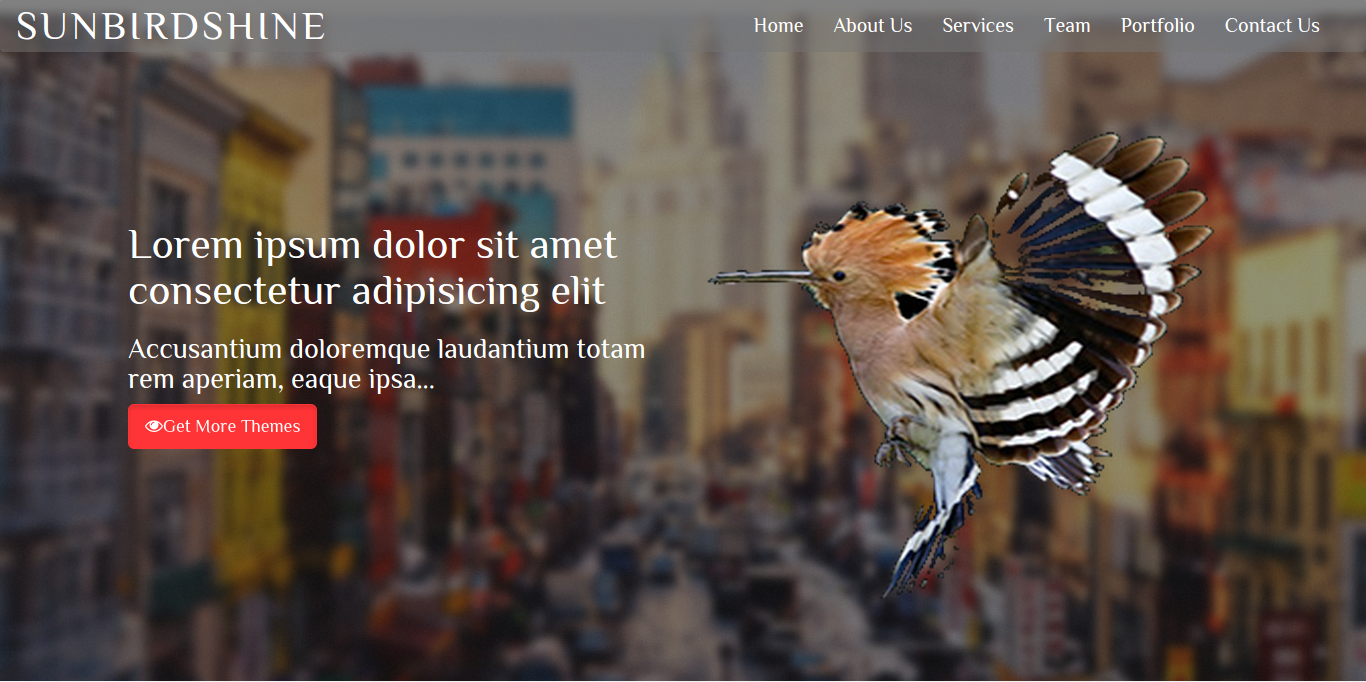 SUNBIRDSHINE
Home About Us Services Team Portfolio Contact Us
Lorem ipsum dolor sit amet
consectetur adipisicing elit
Accusantium doloremque laudantium totam
rem aperiam, eaque ipsa...
Get More Themes